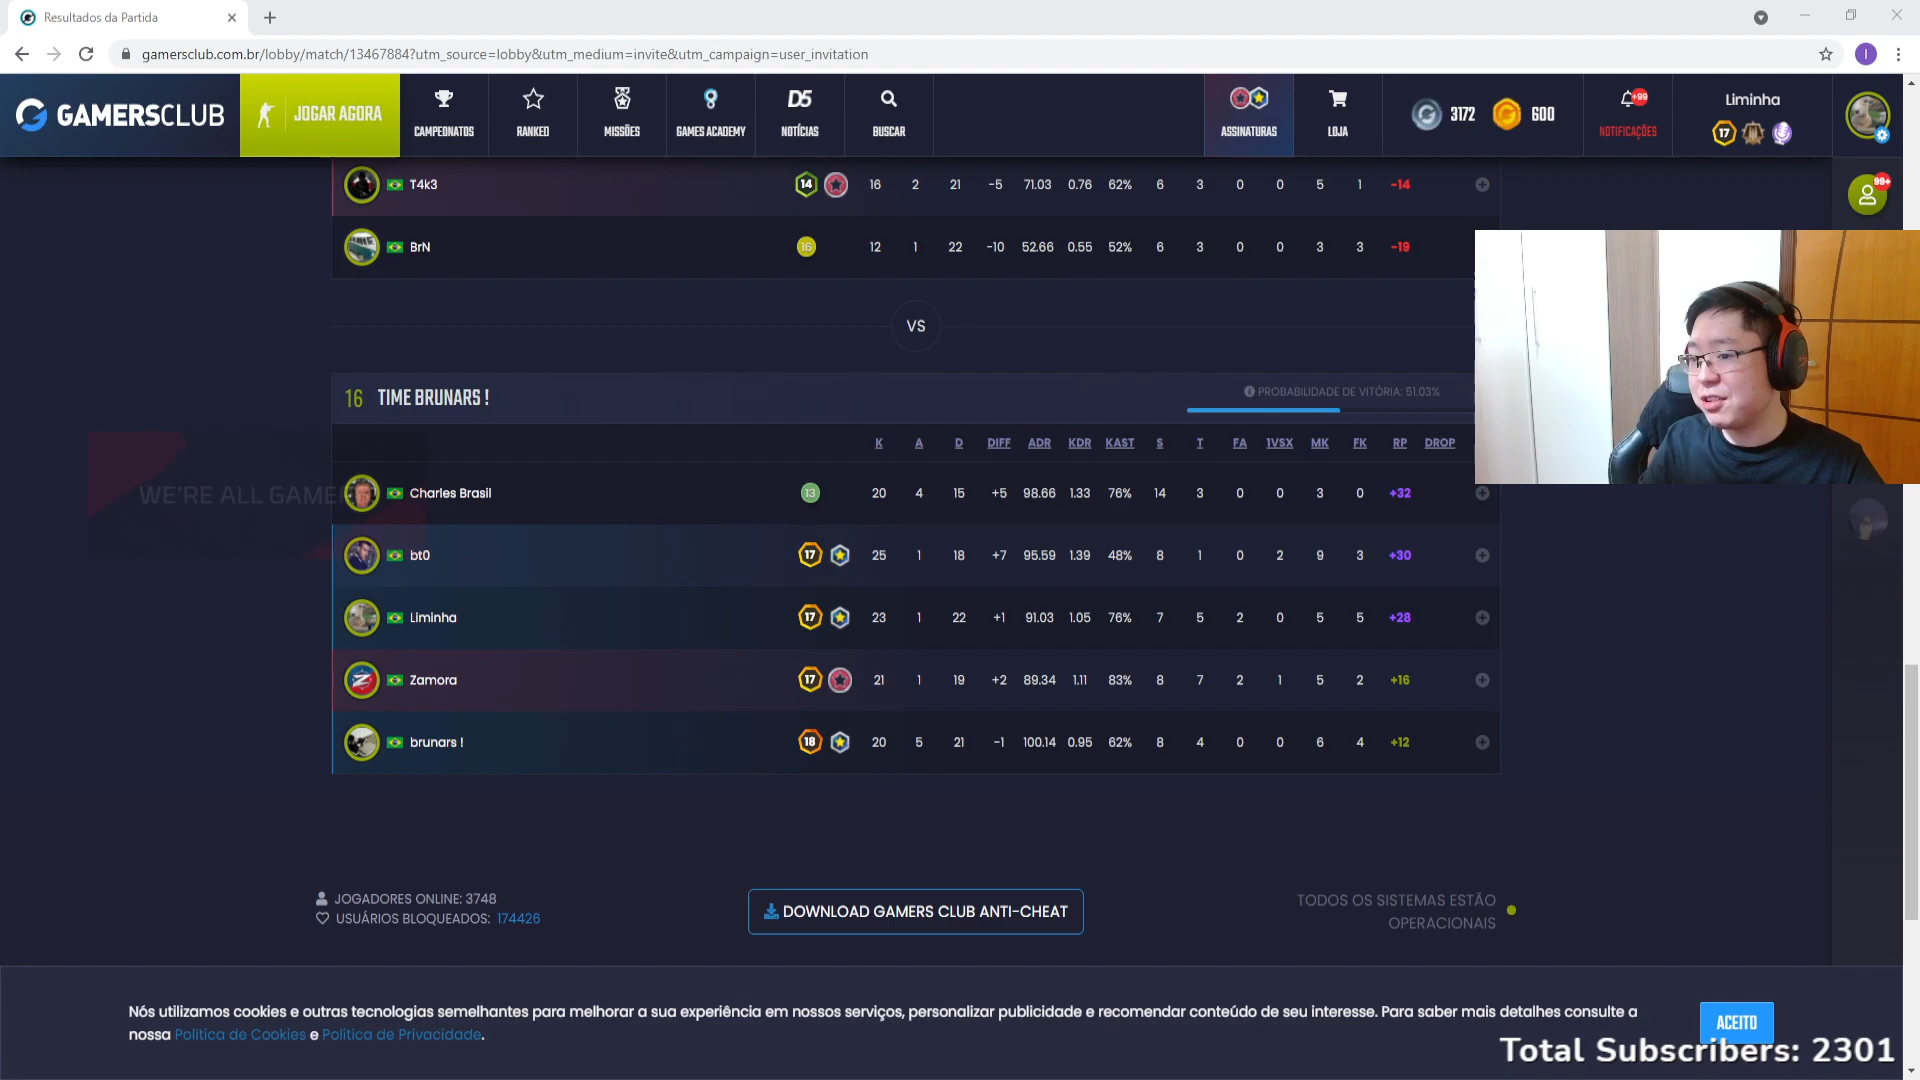 Resultados da Partida
gamersclub.com.br/lobby/match/13467884?utm_source=lobby&utm_medium=invite&utm_campaign=user_invitation
I
GAMERSCLUB
JOGAR AGORA
CAMPEONATOS
RANKED
MISSÕES
GAMES ACADEMY
D5
NOTÍCIAS
BUSCAR
ASSINATURAS
LOJA
3172
600
+99
NOTIFICAÇÕES
Liminha
17
99+
T4k3 14 16 2 21 -5 71.03 0.76 62% 6 3 0 0 5 1 -14
BrN 16 12 1 22 -10 52.66 0.55 52% 6 3 0 0 3 3 -19
VS
16 TIME BRUNARS !
PROBABILIDADE DE VITÓRIA: 51.03%
K A D DIFF ADR KDR KAST S T FA 1VSX MK FK RP DROP
WE'RE ALL GAME
Charles Brasil 13 20 4 15 +5 98.66 1.33 76% 14 3 0 0 3 0 +32
bt0 17 25 1 18 +7 95.59 1.39 48% 8 1 0 2 9 3 +30
Liminha 17 23 1 22 +1 91.03 1.05 76% 7 5 2 0 5 5 +28
Zamora 17 21 1 19 +2 89.34 1.11 83% 8 7 2 1 5 2 +16
brunars ! 18 20 5 21 -1 100.14 0.95 62% 8 4 0 0 6 4 +12
JOGADORES ONLINE: 3748
USUÁRIOS BLOQUEADOS: 174426
DOWNLOAD GAMERS CLUB ANTI-CHEAT
TODOS OS SISTEMAS ESTÃO
OPERACIONAIS
Nós utilizamos cookies e outras tecnologias semelhantes para melhorar a sua experiência em nossos serviços, personalizar publicidade e recomendar conteúdo de seu interesse. Para saber mais detalhes consulte a
nossa Política de Cookies e Política de Privacidade.
ACEITO
Total Subscribers: 2301